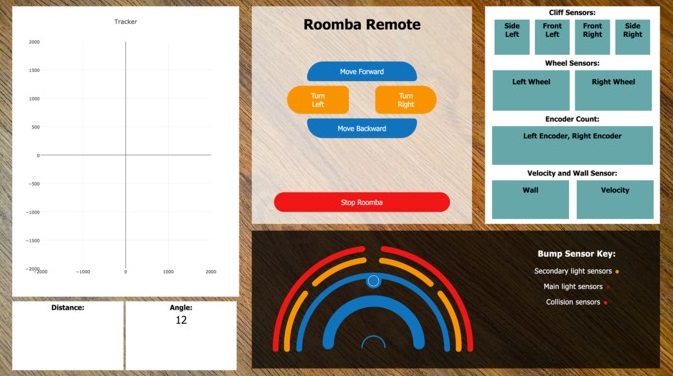 Tracker
2000
1500
1000
500
0
−500
−1000
−1500
−2000
−2000
−1000
0
1000
2000
Distance:
Angle:
12
Roomba Remote
Move Forward
Turn
Left
Turn
Right
Move Backward
Stop Roomba
Cliff Sensors:
Side
Left
Front
Left
Front
Right
Side
Right
Wheel Sensors:
Left Wheel
Right Wheel
Encoder Count:
Left Encoder, Right Encoder
Velocity and Wall Sensor:
Wall
Velocity
Bump Sensor Key:
Secondary light sensors
Main light sensors
Collision sensors